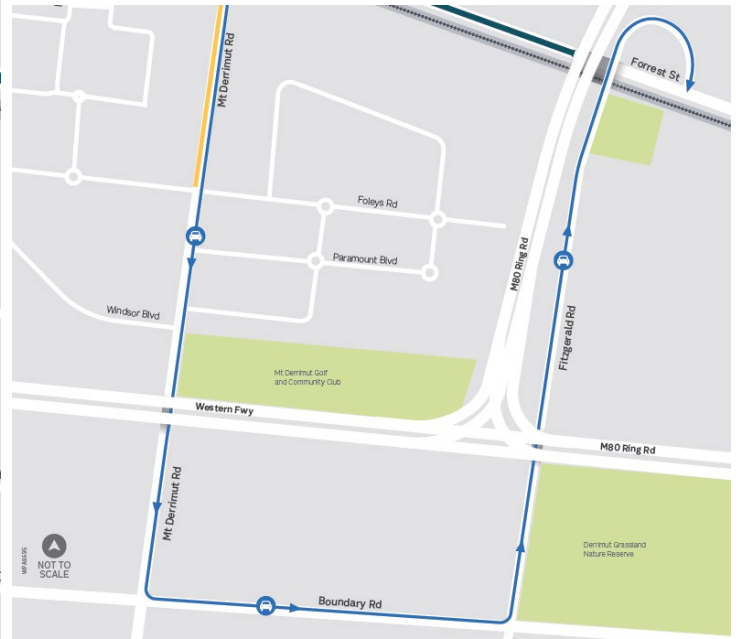 Mt Derrimut Rd
Forrest St
Foleys Rd
Paramount Blvd
M80 Ring Rd
Windsor Blvd
Fitzgerald Rd
Mt Derrimut Golf
and Community Club
Western Fwy
M80 Ring Rd
Mt Derrimut Rd
Derrimut Grassland
Nature Reserve
NOT TO
SCALE
Boundary Rd